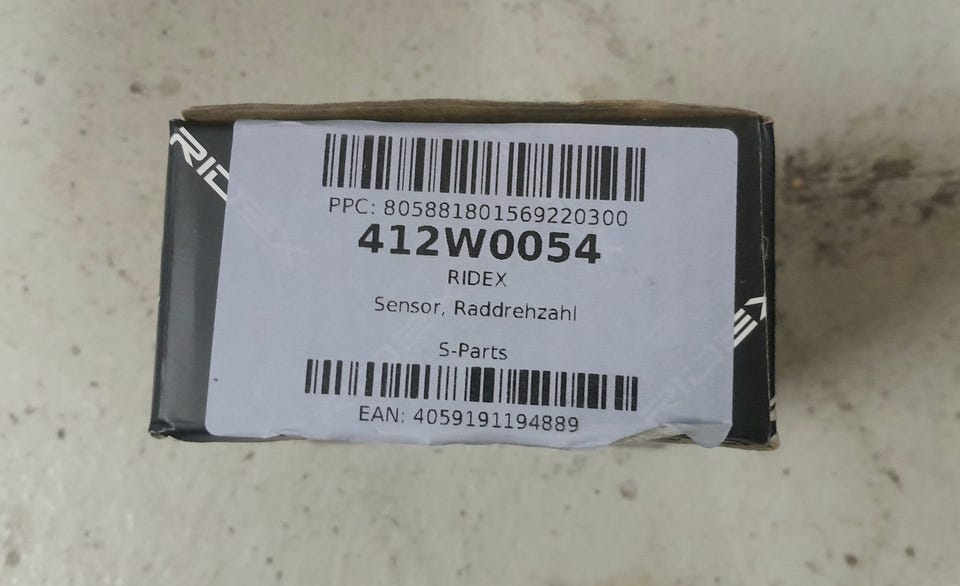 PPC: 805881801569220300
412W0054
RIDEX
Sensor, Raddrehzahl
S-Parts
EAN: 4059191194889